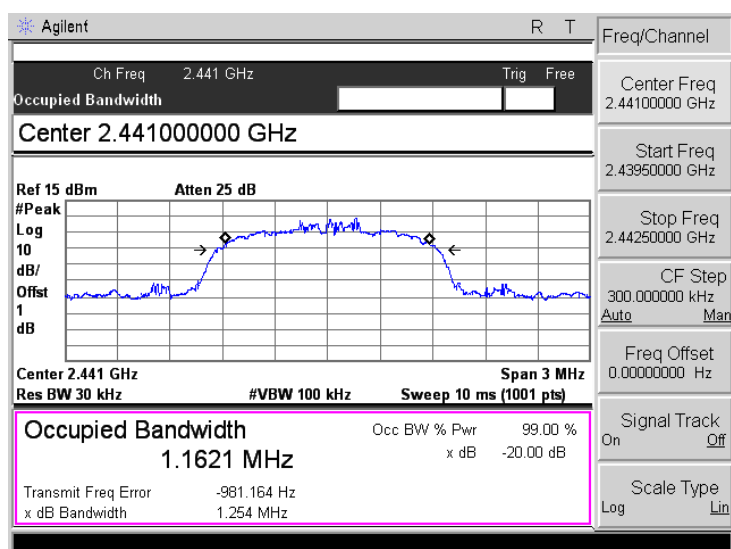 Agilent R T
Ch Freq 2.441 GHz Trig Free
Occupied Bandwidth
Center 2.441000000 GHz
Ref 15 dBm Atten 25 dB
#Peak
Log
10
dB/
Offst
1
dB
Center 2.441 GHz Span 3 MHz
Res BW 30 kHz #VBW 100 kHz Sweep 10 ms (1001 pts)
Occupied Bandwidth
1.1621 MHz
Occ BW % Pwr 99.00 %
x dB -20.00 dB
Transmit Freq Error -981.164 Hz
x dB Bandwidth 1.254 MHz
Freq/Channel
Center Freq
2.44100000 GHz
Start Freq
2.43950000 GHz
Stop Freq
2.44250000 GHz
CF Step
300.000000 kHz
Auto Man
Freq Offset
0.00000000 Hz
Signal Track
On Off
Scale Type
Log Lin